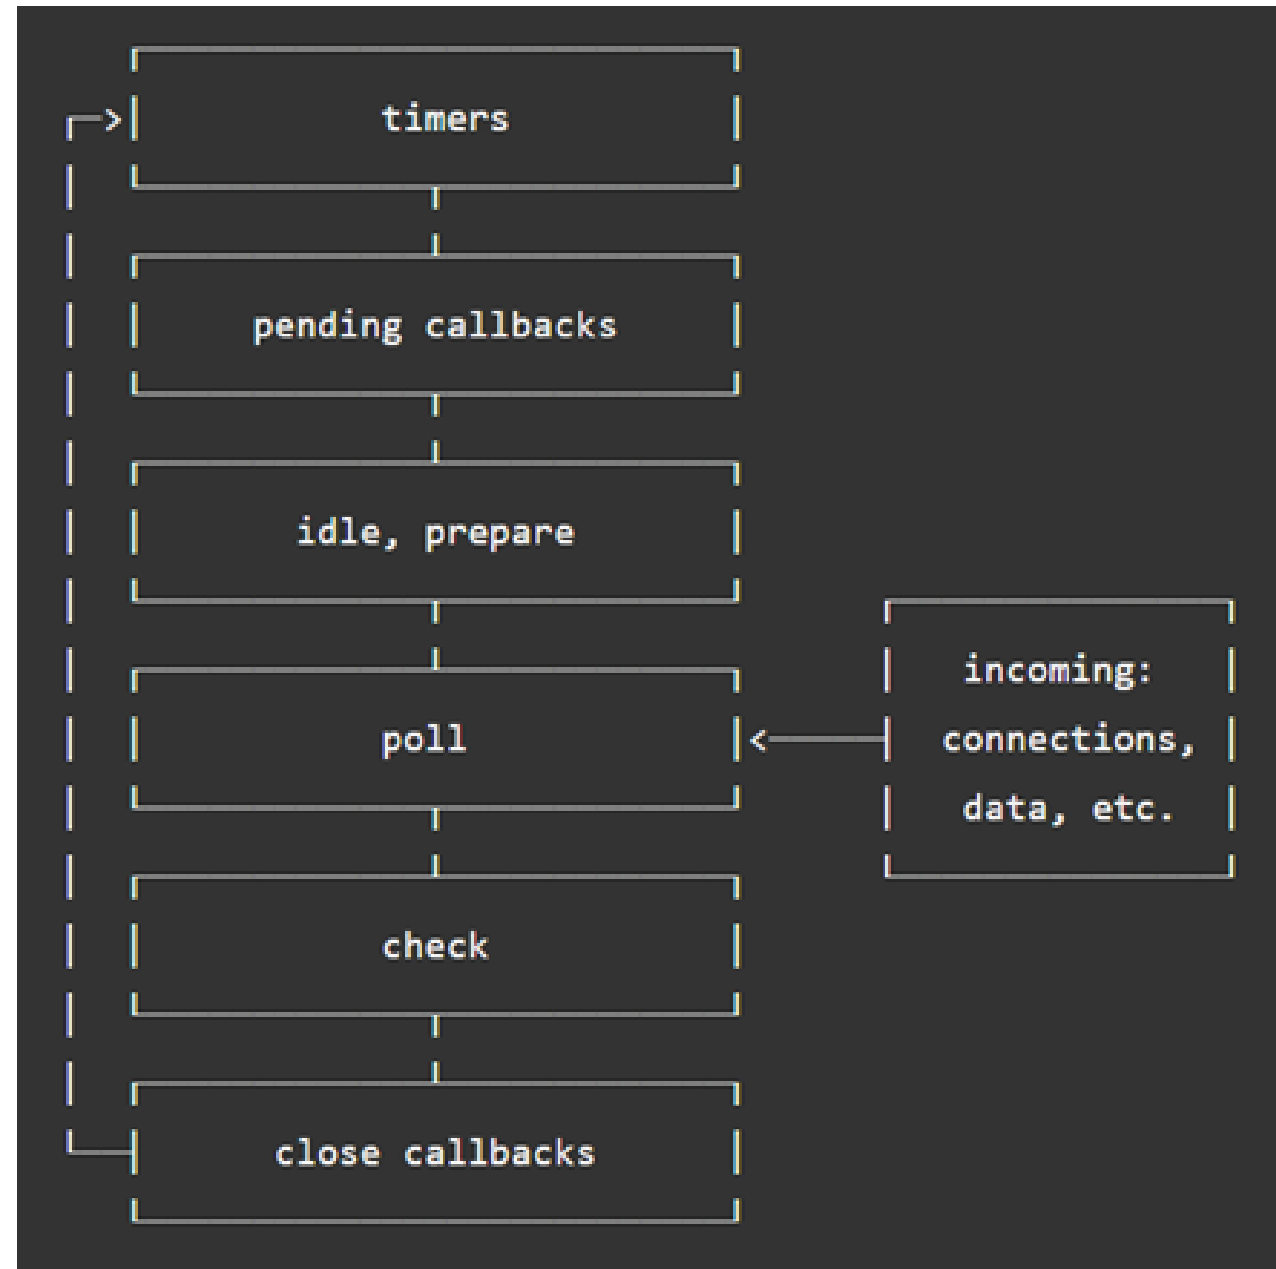 timers
pending callbacks
idle, prepare
poll
incoming:
connections,
data, etc.
check
close callbacks